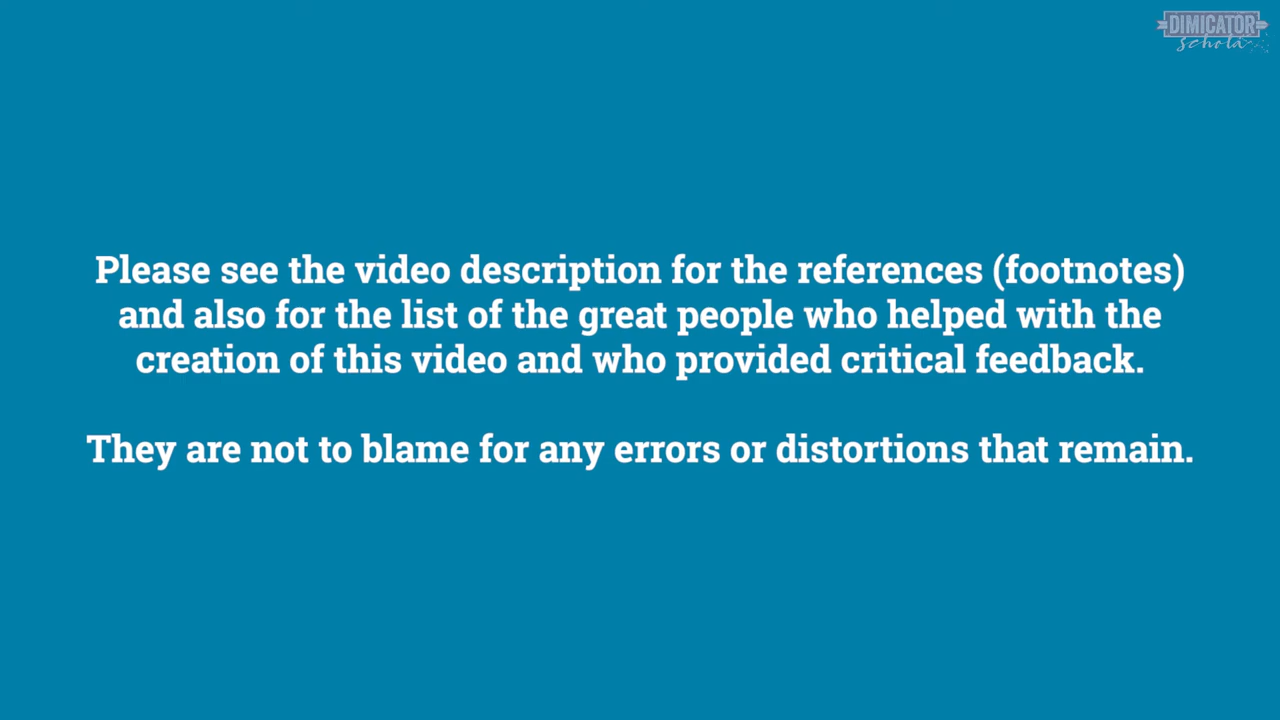 DIMICATOR
schola
Please see the video description for the references (footnotes)
and also for the list of the great people who helped with the
creation of this video and who provided critical feedback.
They are not to blame for any errors or distortions that remain.